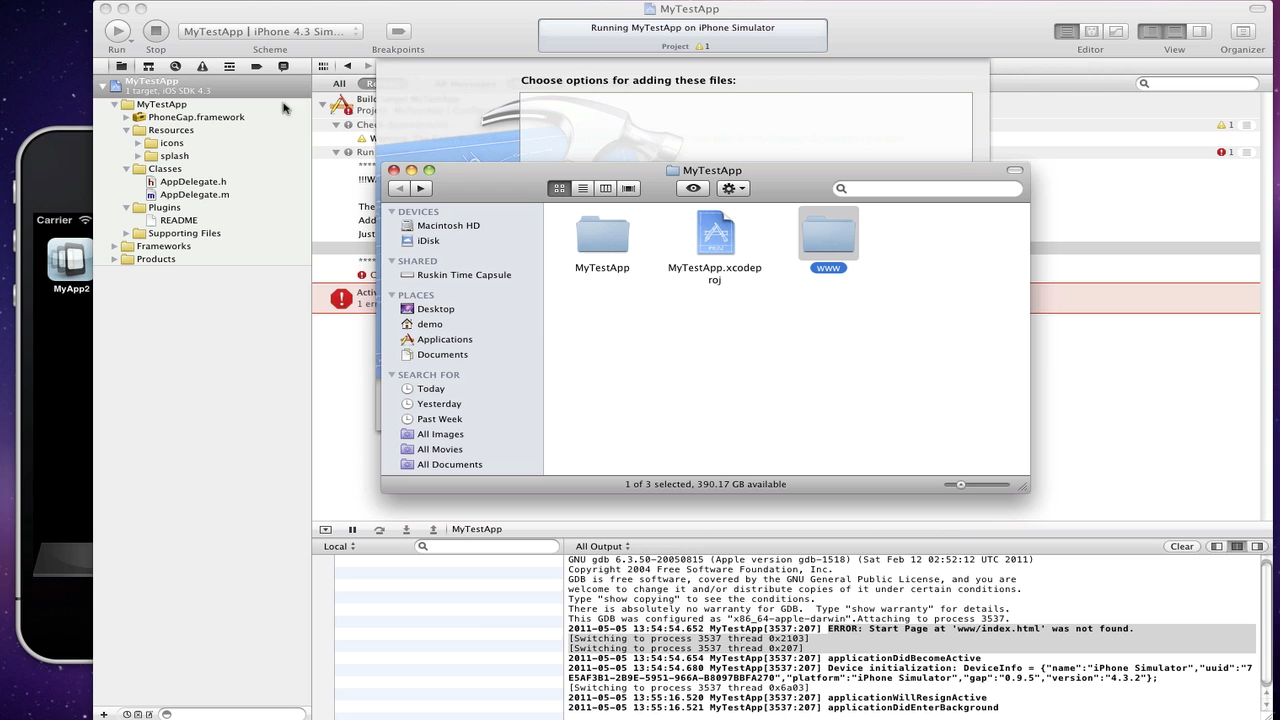 MyTestApp
Running MyTestApp on iPhone Simulator
Project 1
MyTestApp | iPhone 4.3 Sim...
Run
Stop
Scheme
Breakpoints
Editor
View
Organizer
MyTestApp
1 target, iOS SDK 4.3
MyTestApp
PhoneGap.framework
Resources
icons
splash
Classes
AppDelegate.h
AppDelegate.m
Plugins
README
Supporting Files
Frameworks
Products
Carrier
MyApp2
All
Choose options for adding these files:
1
1
MyTestApp
DEVICES
Macintosh HD
iDisk
SHARED
Ruskin Time Capsule
PLACES
Desktop
demo
Applications
Documents
SEARCH FOR
Today
Yesterday
Past Week
All Images
All Movies
All Documents
MyTestApp
MyTestApp.xcodep
roj
www
1 of 3 selected, 390.17 GB available
MyTestApp
Local
All Output
Clear
GNU gdb 6.3.50-20050815 (Apple version gdb-1518) (Sat Feb 12 02:52:12 UTC 2011)
Copyright 2004 Free Software Foundation, Inc.
GDB is free software, covered by the GNU General Public License, and you are
welcome to change it and/or distribute copies of it under certain conditions.
Type "show copying" to see the conditions.
There is absolutely no warranty for GDB.  Type "show warranty" for details.
This GDB was configured as "x86_64-apple-darwin".Attaching to process 3537.
2011-05-05 13:54:54.652 MyTestApp[3537:207] ERROR: Start Page at 'www/index.html' was not found.
[Switching to process 3537 thread 0x2103]
[Switching to process 3537 thread 0x207]
2011-05-05 13:54:54.654 MyTestApp[3537:207] applicationDidBecomeActive
2011-05-05 13:54:54.680 MyTestApp[3537:207] Device initialization: DeviceInfo = {"name":"iPhone Simulator","uuid":"7
E5AF3B1-2B9E-5951-966A-B8097BBFA270","platform":"iPhone Simulator","gap":"0.9.5","version":"4.3.2"};
[Switching to process 3537 thread 0x6a03]
2011-05-05 13:55:16.520 MyTestApp[3537:207] applicationWillResignActive
2011-05-05 13:55:16.521 MyTestApp[3537:207] applicationDidEnterBackground